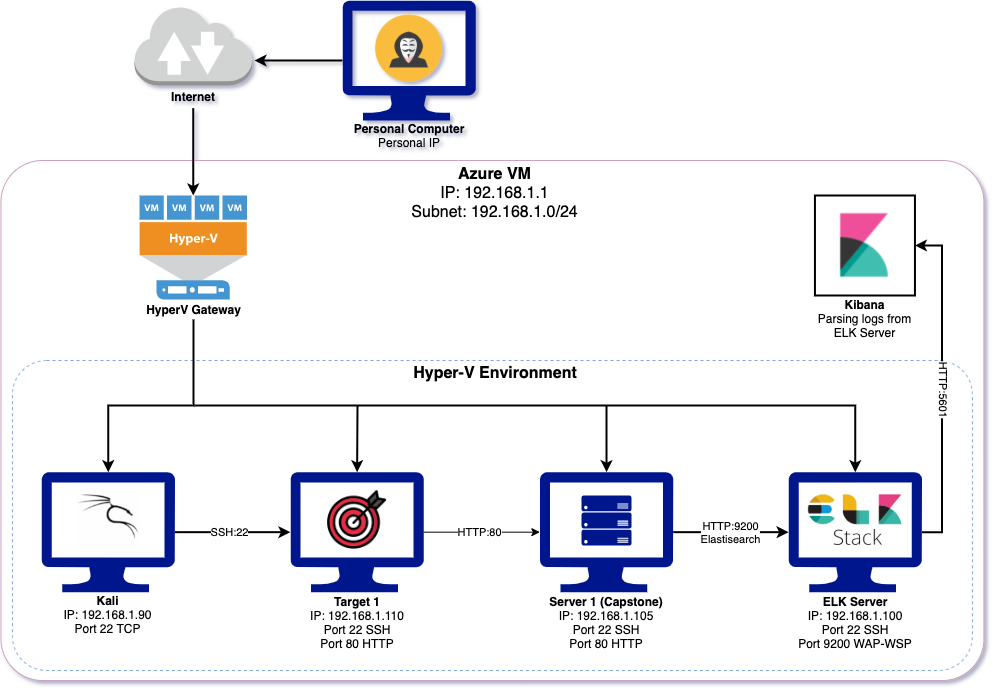 Internet
Personal Computer
Personal IP
Azure VM
IP: 192.168.1.1
Subnet: 192.168.1.0/24
VM VM VM VM
Hyper-V
HyperV Gateway
Kibana
Parsing logs from
ELK Server
HTTP:5601
Hyper-V Environment
SSH:22
HTTP:80
HTTP:9200
Elastisearch
ELK
Stack
Kali
IP: 192.168.1.90
Port 22 TCP
Target 1
IP: 192.168.1.110
Port 22 SSH
Port 80 HTTP
Server 1 (Capstone)
IP: 192.168.1.105
Port 22 SSH
Port 80 HTTP
ELK Server
IP: 192.168.1.100
Port 22 SSH
Port 9200 WAP-WSP